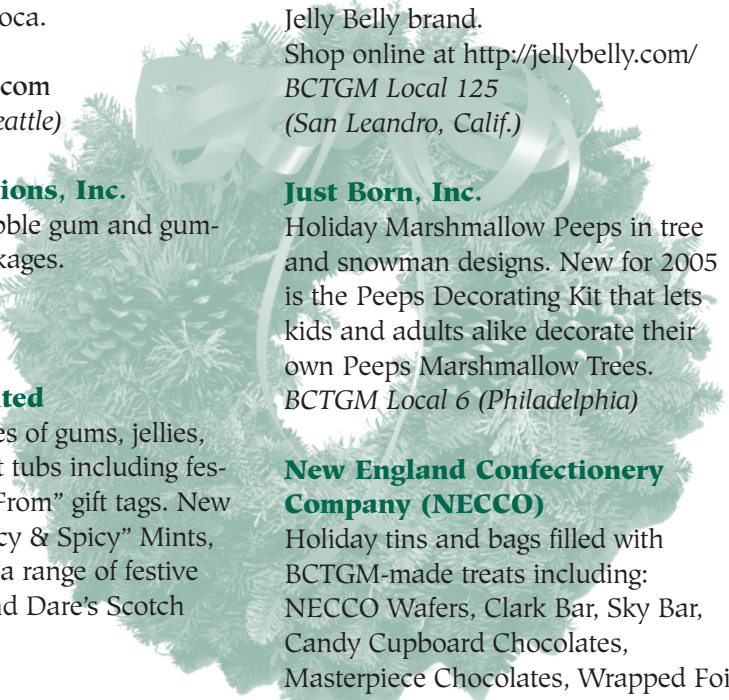 oca.
.com
eattle)
ions, Inc.
bble gum and gum-
kages.
ted
es of gums, jellies,
t tubs including fes-
From” gift tags. New
cy & Spicy” Mints,
a range of festive
nd Dare’s Scotch
Jelly Belly brand.
Shop online at http://jellybelly.com/
BCTGM Local 125
(San Leandro, Calif.)
Just Born, Inc.
Holiday Marshmallow Peeps in tree
and snowman designs. New for 2005
is the Peeps Decorating Kit that lets
kids and adults alike decorate their
own Peeps Marshmallow Trees.
BCTGM Local 6 (Philadelphia)
New England Confectionery
Company (NECCO)
Holiday tins and bags filled with
BCTGM-made treats including:
NECCO Wafers, Clark Bar, Sky Bar,
Candy Cupboard Chocolates,
Masterpiece Chocolates, Wrapped Foi